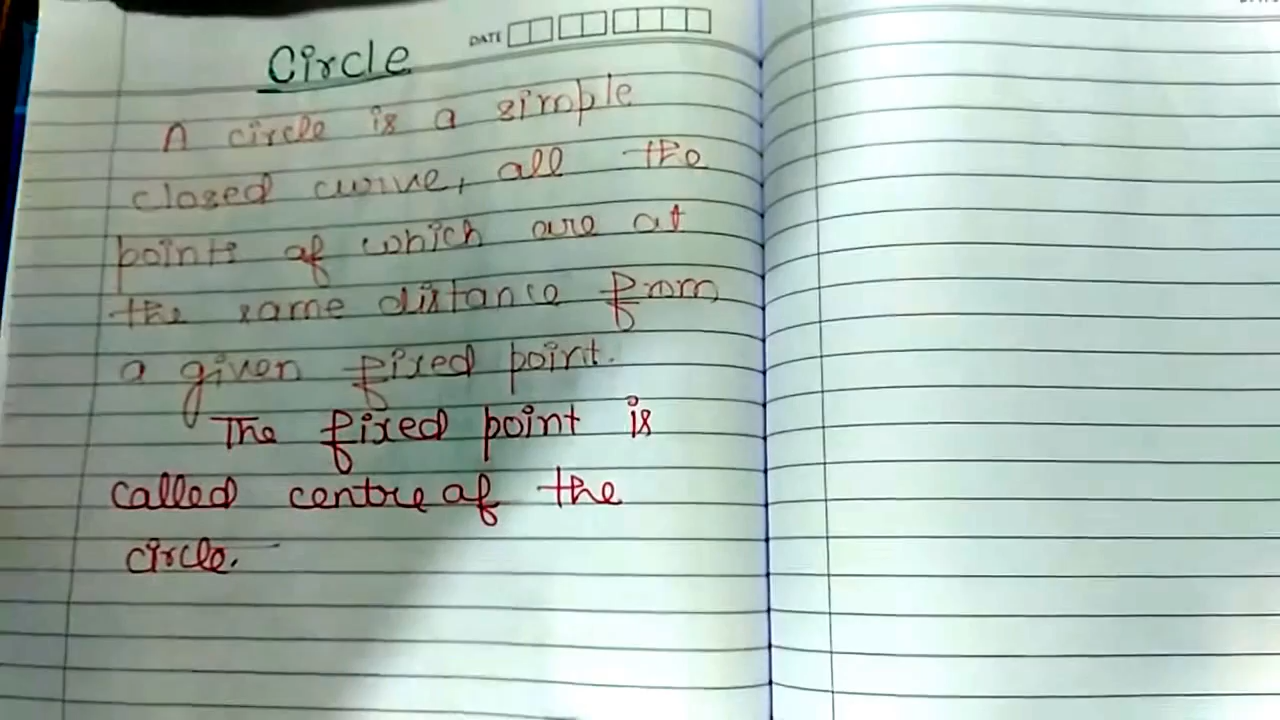 Circle
DATE
A circle is a simple
closed curve, all the
points of which are at
the same distance from
a given fixed point.
The fixed point is
called centre of the
circle.